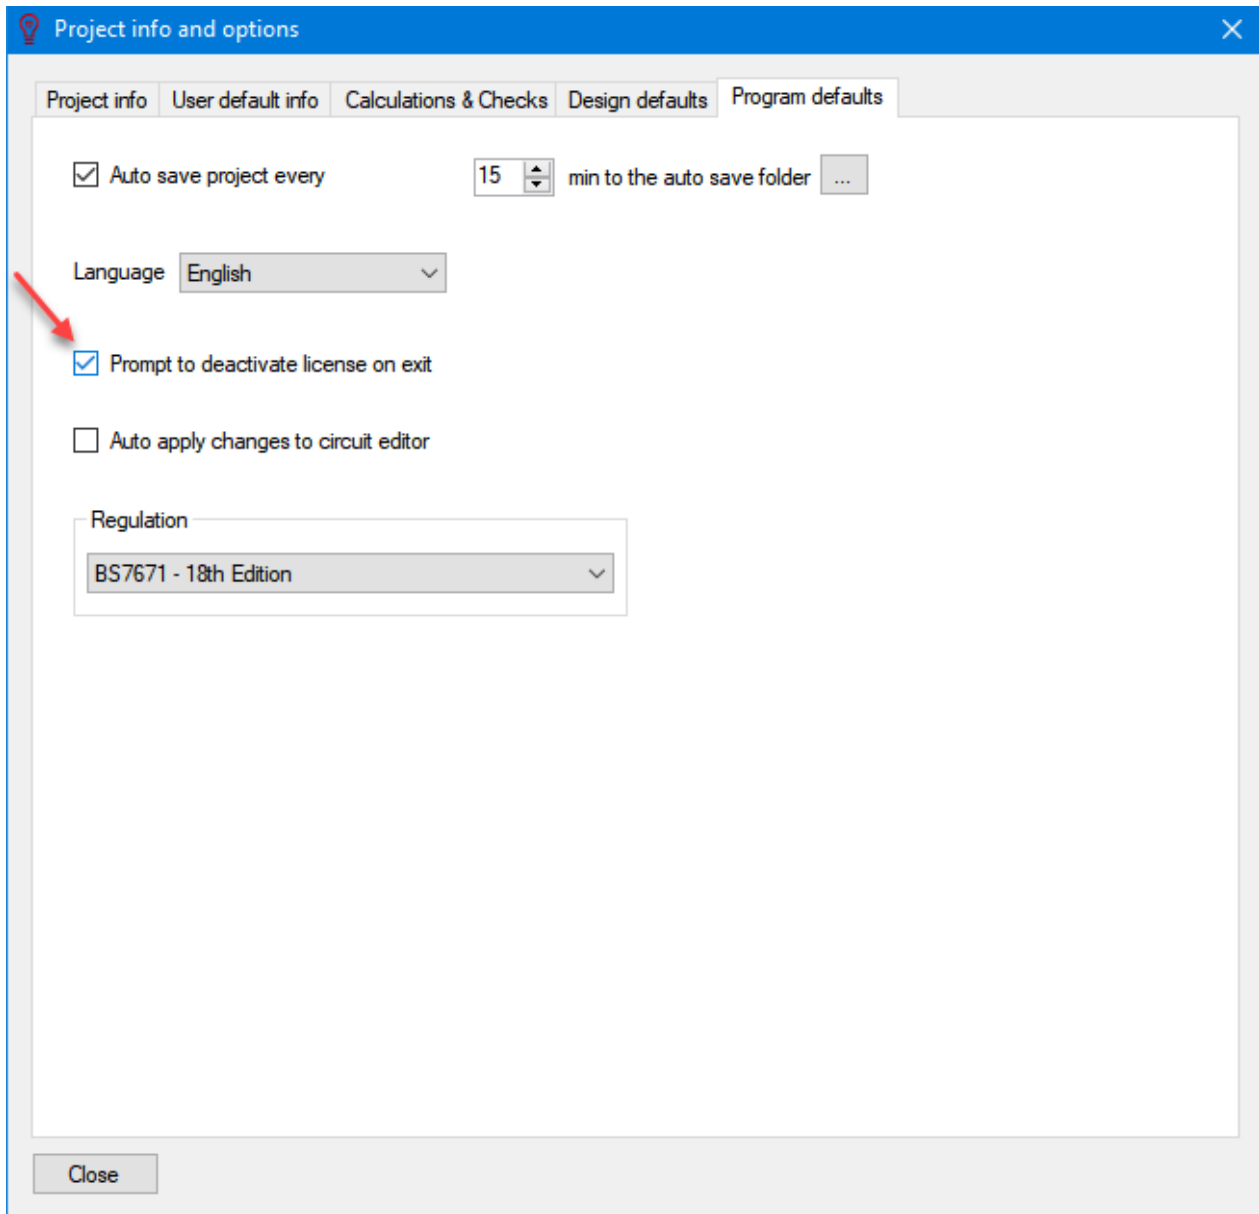 Project info and options
Project info User default info Calculations & Checks Design defaults Program defaults
Auto save project every 15 min to the auto save folder ...
Language English
Prompt to deactivate license on exit
Auto apply changes to circuit editor
Regulation
BS7671 - 18th Edition
Close